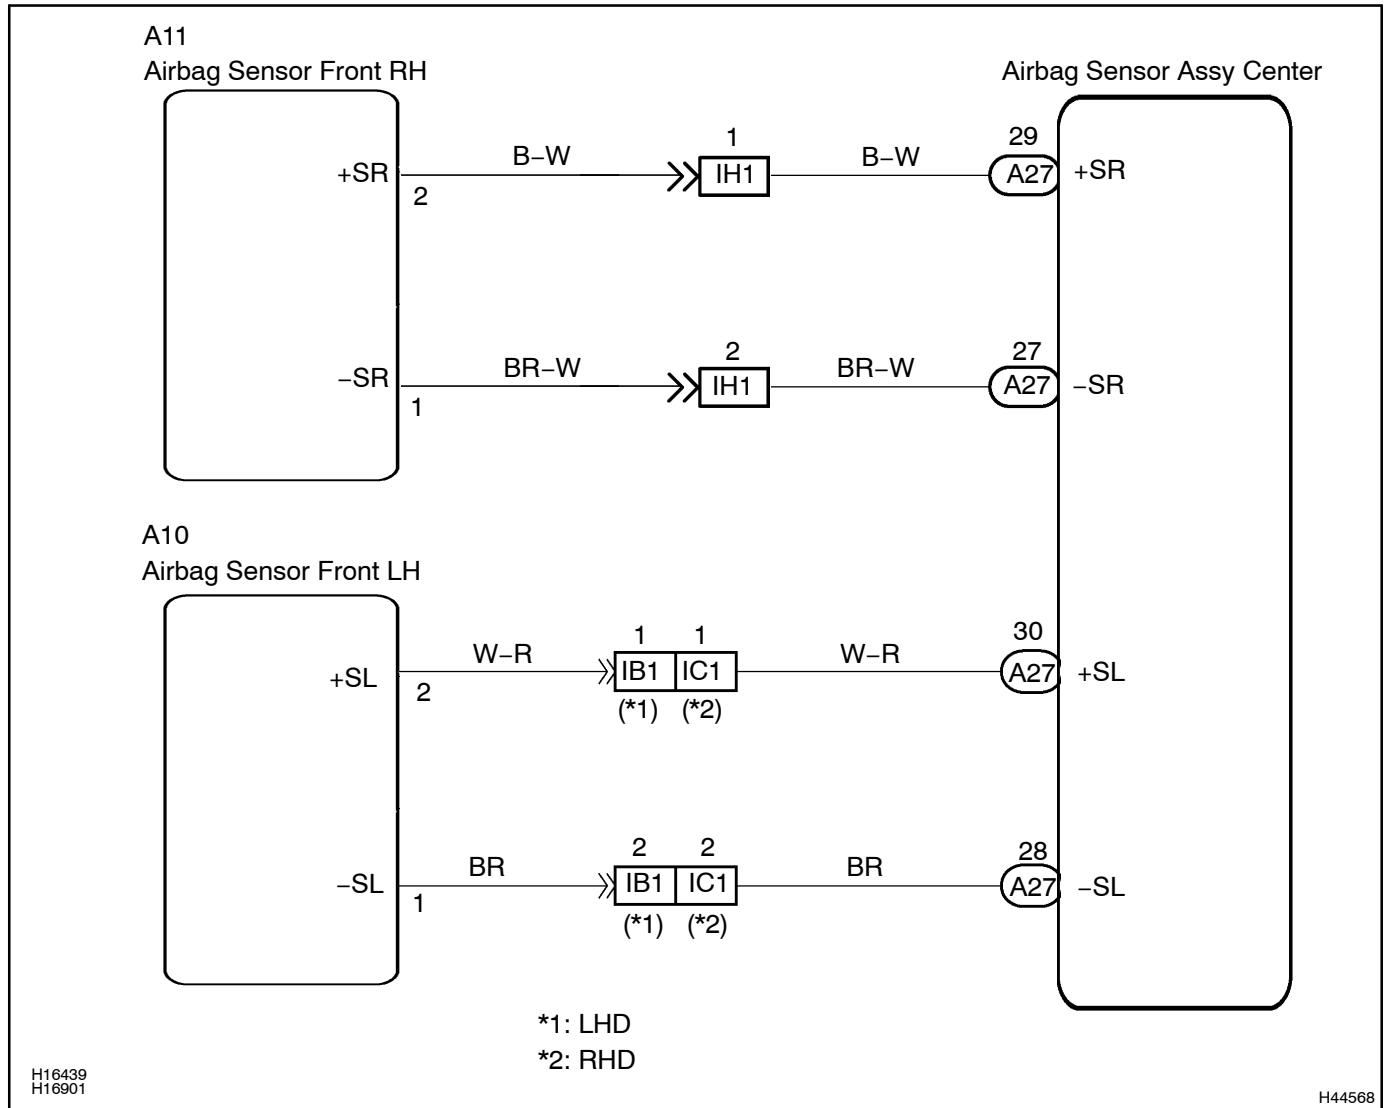 A11
Airbag Sensor Front RH
Airbag Sensor Assy Center
+SR
2
B−W
1
IH1
B−W
29
A27
+SR
−SR
1
BR−W
2
IH1
BR−W
27
A27
−SR
A10
Airbag Sensor Front LH
+SL
2
W−R
1 1
IB1 IC1
(*1) (*2)
W−R
30
A27
+SL
−SL
1
BR
2 2
IB1 IC1
(*1) (*2)
BR
28
A27
−SL
*1: LHD
*2: RHD
H16439
H16901
H44568